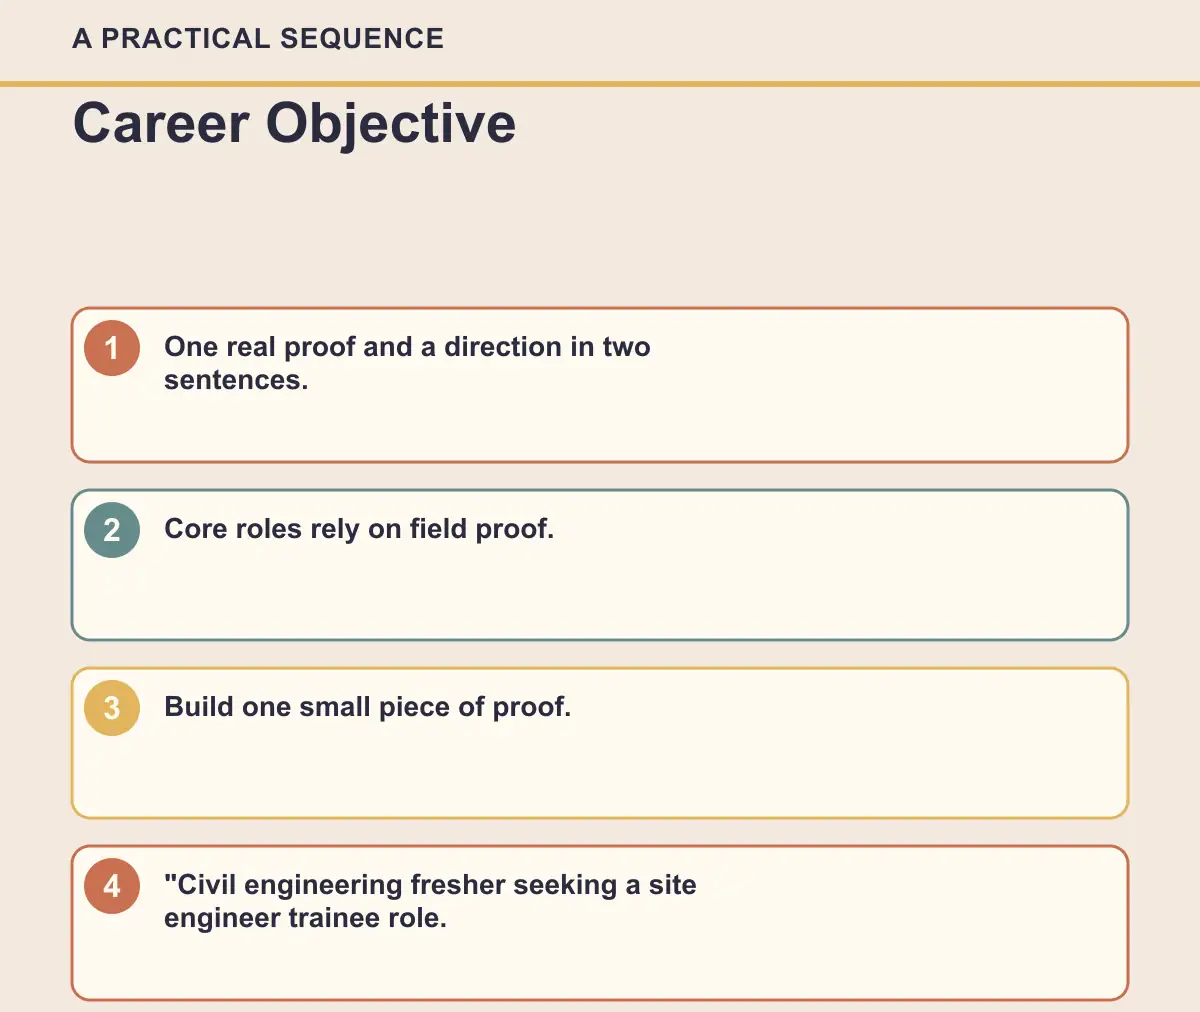 A PRACTICAL SEQUENCE
Career Objective
1
One real proof and a direction in two
sentences.
2
Core roles rely on field proof.
3
Build one small piece of proof.
4
"Civil engineering fresher seeking a site
engineer trainee role.